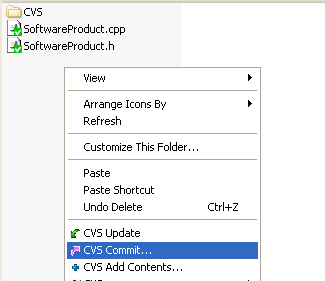 CVS
SoftwareProduct.cpp
SoftwareProduct.h
View
Arrange Icons By
Refresh
Customize This Folder...
Paste
Paste Shortcut
Undo Delete Ctrl+Z
CVS Update
CVS Commit...
CVS Add Contents...